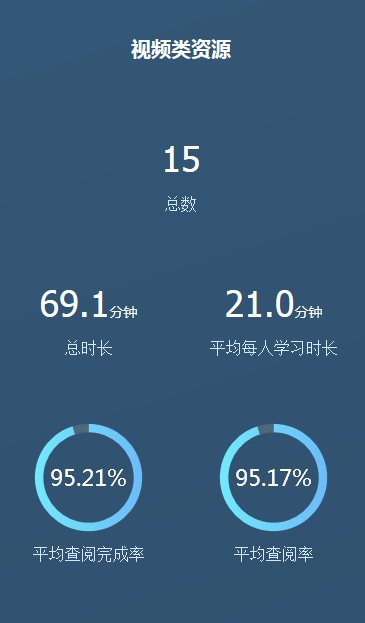 视频类资源
15
总数
69.1分钟 21.0分钟
总时长 平均每人学习时长
95.21% 95.17%
平均查阅完成率 平均查阅率